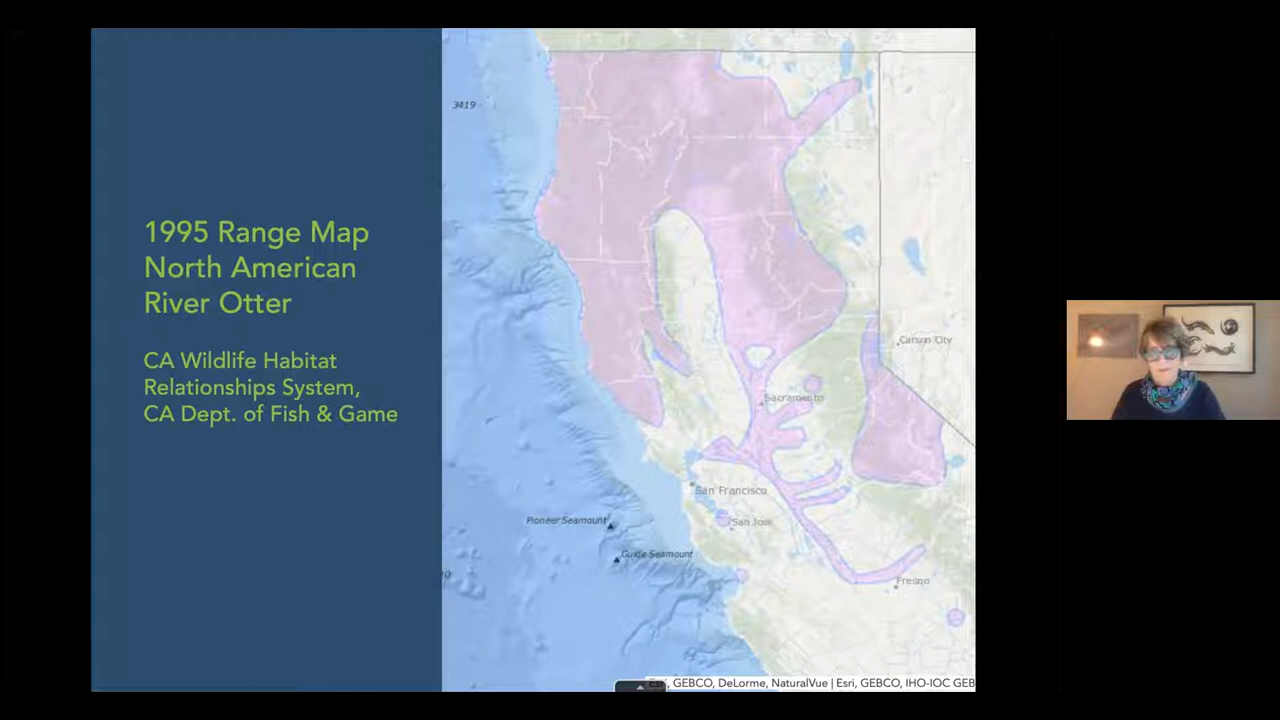 1995 Range Map
North American
River Otter
CA Wildlife Habitat
Relationships System,
CA Dept. of Fish & Game
3419
Carson City
Sacramento
San Francisco
Pioneer Seamount
San Jose
Guide Seamount
Fresno
Esri, GEBCO, DeLorme, NaturalVue | Esri, GEBCO, IHO-IOC GEB